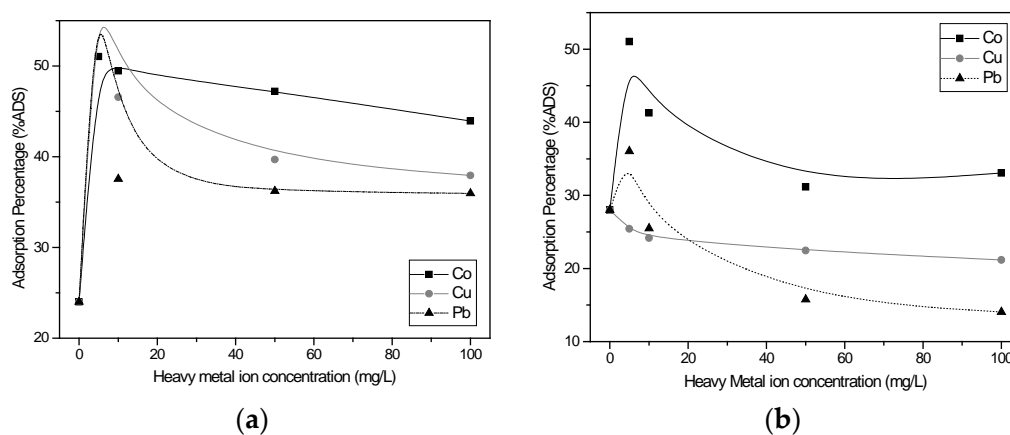 Adsorption Percentage (%ADS)
50
40
30
20
0 20 40 60 80 100
Heavy metal ion concentration (mg/L)
Co
Cu
Pb
(a)
Adsorption Percentage (%ADS)
50
40
30
20
10
0 20 40 60 80 100
Heavy Metal ion concentration (mg/L)
Co
Cu
Pb
(b)